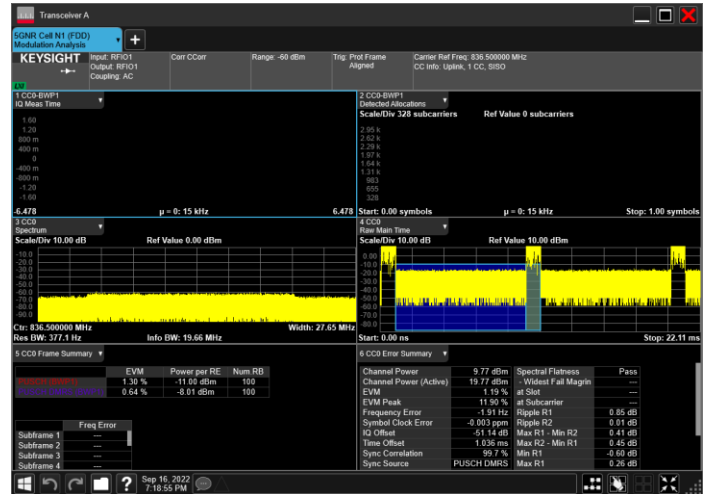 Transceiver A
5GNR Cell N1 (FDD)
Modulation Analysis
KEYSIGHT
Input: RFIO1
Output: RFIO1
Coupling: AC
Corr CCorr
Range: -60 dBm
Trig: Prot Frame
Aligned
Carrier Ref Freq: 836.500000 MHz
CC Info: Uplink, 1 CC, SISO
1 CC0-BWP1
IQ Meas Time
1.60
1.20
800 m
400 m
0
-400 m
-800 m
-1.20
-1.60
-6.478 μ = 0: 15 kHz 6.478
2 CC0-BWP1
Detected Allocations
Scale/Div 328 subcarriers Ref Value 0 subcarriers
2.95 k
2.62 k
2.29 k
1.97 k
1.64 k
1.31 k
983
655
328
Start: 0.00 symbols μ = 0: 15 kHz Stop: 1.00 symbols
3 CC0
Spectrum
Scale/Div 10.00 dB Ref Value 0.00 dBm
-10.0
-20.0
-30.0
-40.0
-50.0
-60.0
-70.0
-80.0
-90.0
Ctr: 836.500000 MHz Width: 27.65 MHz
Res BW: 377.1 Hz Info BW: 19.66 MHz
4 CC0
Raw Main Time
Scale/Div 10.00 dB Ref Value 10.00 dBm
0.00
-10.0
-20.0
-30.0
-40.0
-50.0
-60.0
-70.0
-80.0
Start: 0.00 ns Stop: 22.11 ms
5 CC0 Frame Summary
EVM Power per RE Num RB
1.30 % -11.00 dBm 100
0.64 % -8.01 dBm 100
Freq Error
Subframe 1 ---
Subframe 2 ---
Subframe 3 ---
Subframe 4 ---
6 CC0 Error Summary
Channel Power 9.77 dBm Spectral Flatness Pass
Channel Power (Active) 19.77 dBm - Widest Fail Magrin ---
EVM 1.19 % at Slot ---
EVM Peak 11.90 % at Subcarrier ---
Frequency Error -1.91 Hz Ripple R1 0.85 dB
Symbol Clock Error -0.003 ppm Ripple R2 0.01 dB
IQ Offset -51.14 dB Max R1 - Min R2 0.41 dB
Time Offset 1.036 ms Max R2 - Min R1 0.45 dB
Sync Correlation 99.7 % Min R1 -0.60 dB
Sync Source PUSCH DMRS Max R1 0.26 dB
Sep 16, 2022
7:18:55 PM